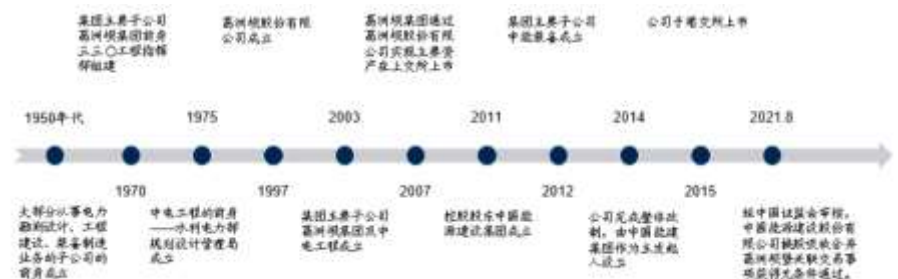 集团主要子公司
葛洲坝集团前身
三三〇工程指挥
部组建
葛洲坝股份有限
公司成立
葛洲坝集团通过
葛洲坝股份有限
公司实现主要资
产在上交所上市
集团主要子公司
中能装备成立
公司于港交所上市
1950年代
1975
2003
2011
2014
2021.8
1970
1997
2007
2012
2015
大部分从事电力
勘测设计、工程
建设、装备制造
业务的子公司的
前身成立
中电工程的前身
——水利电力部
规划设计管理局
成立
集团主要子公司
葛洲坝集团及中
电工程成立
控股股东中国能
源建设集团成立
公司完成整体改
制,由中国能建
集团作为主发起
人设立
经中国证监会审核,
中国能源建设股份有
限公司换股吸收合并
葛洲坝暨关联交易事
项获得无条件通过。